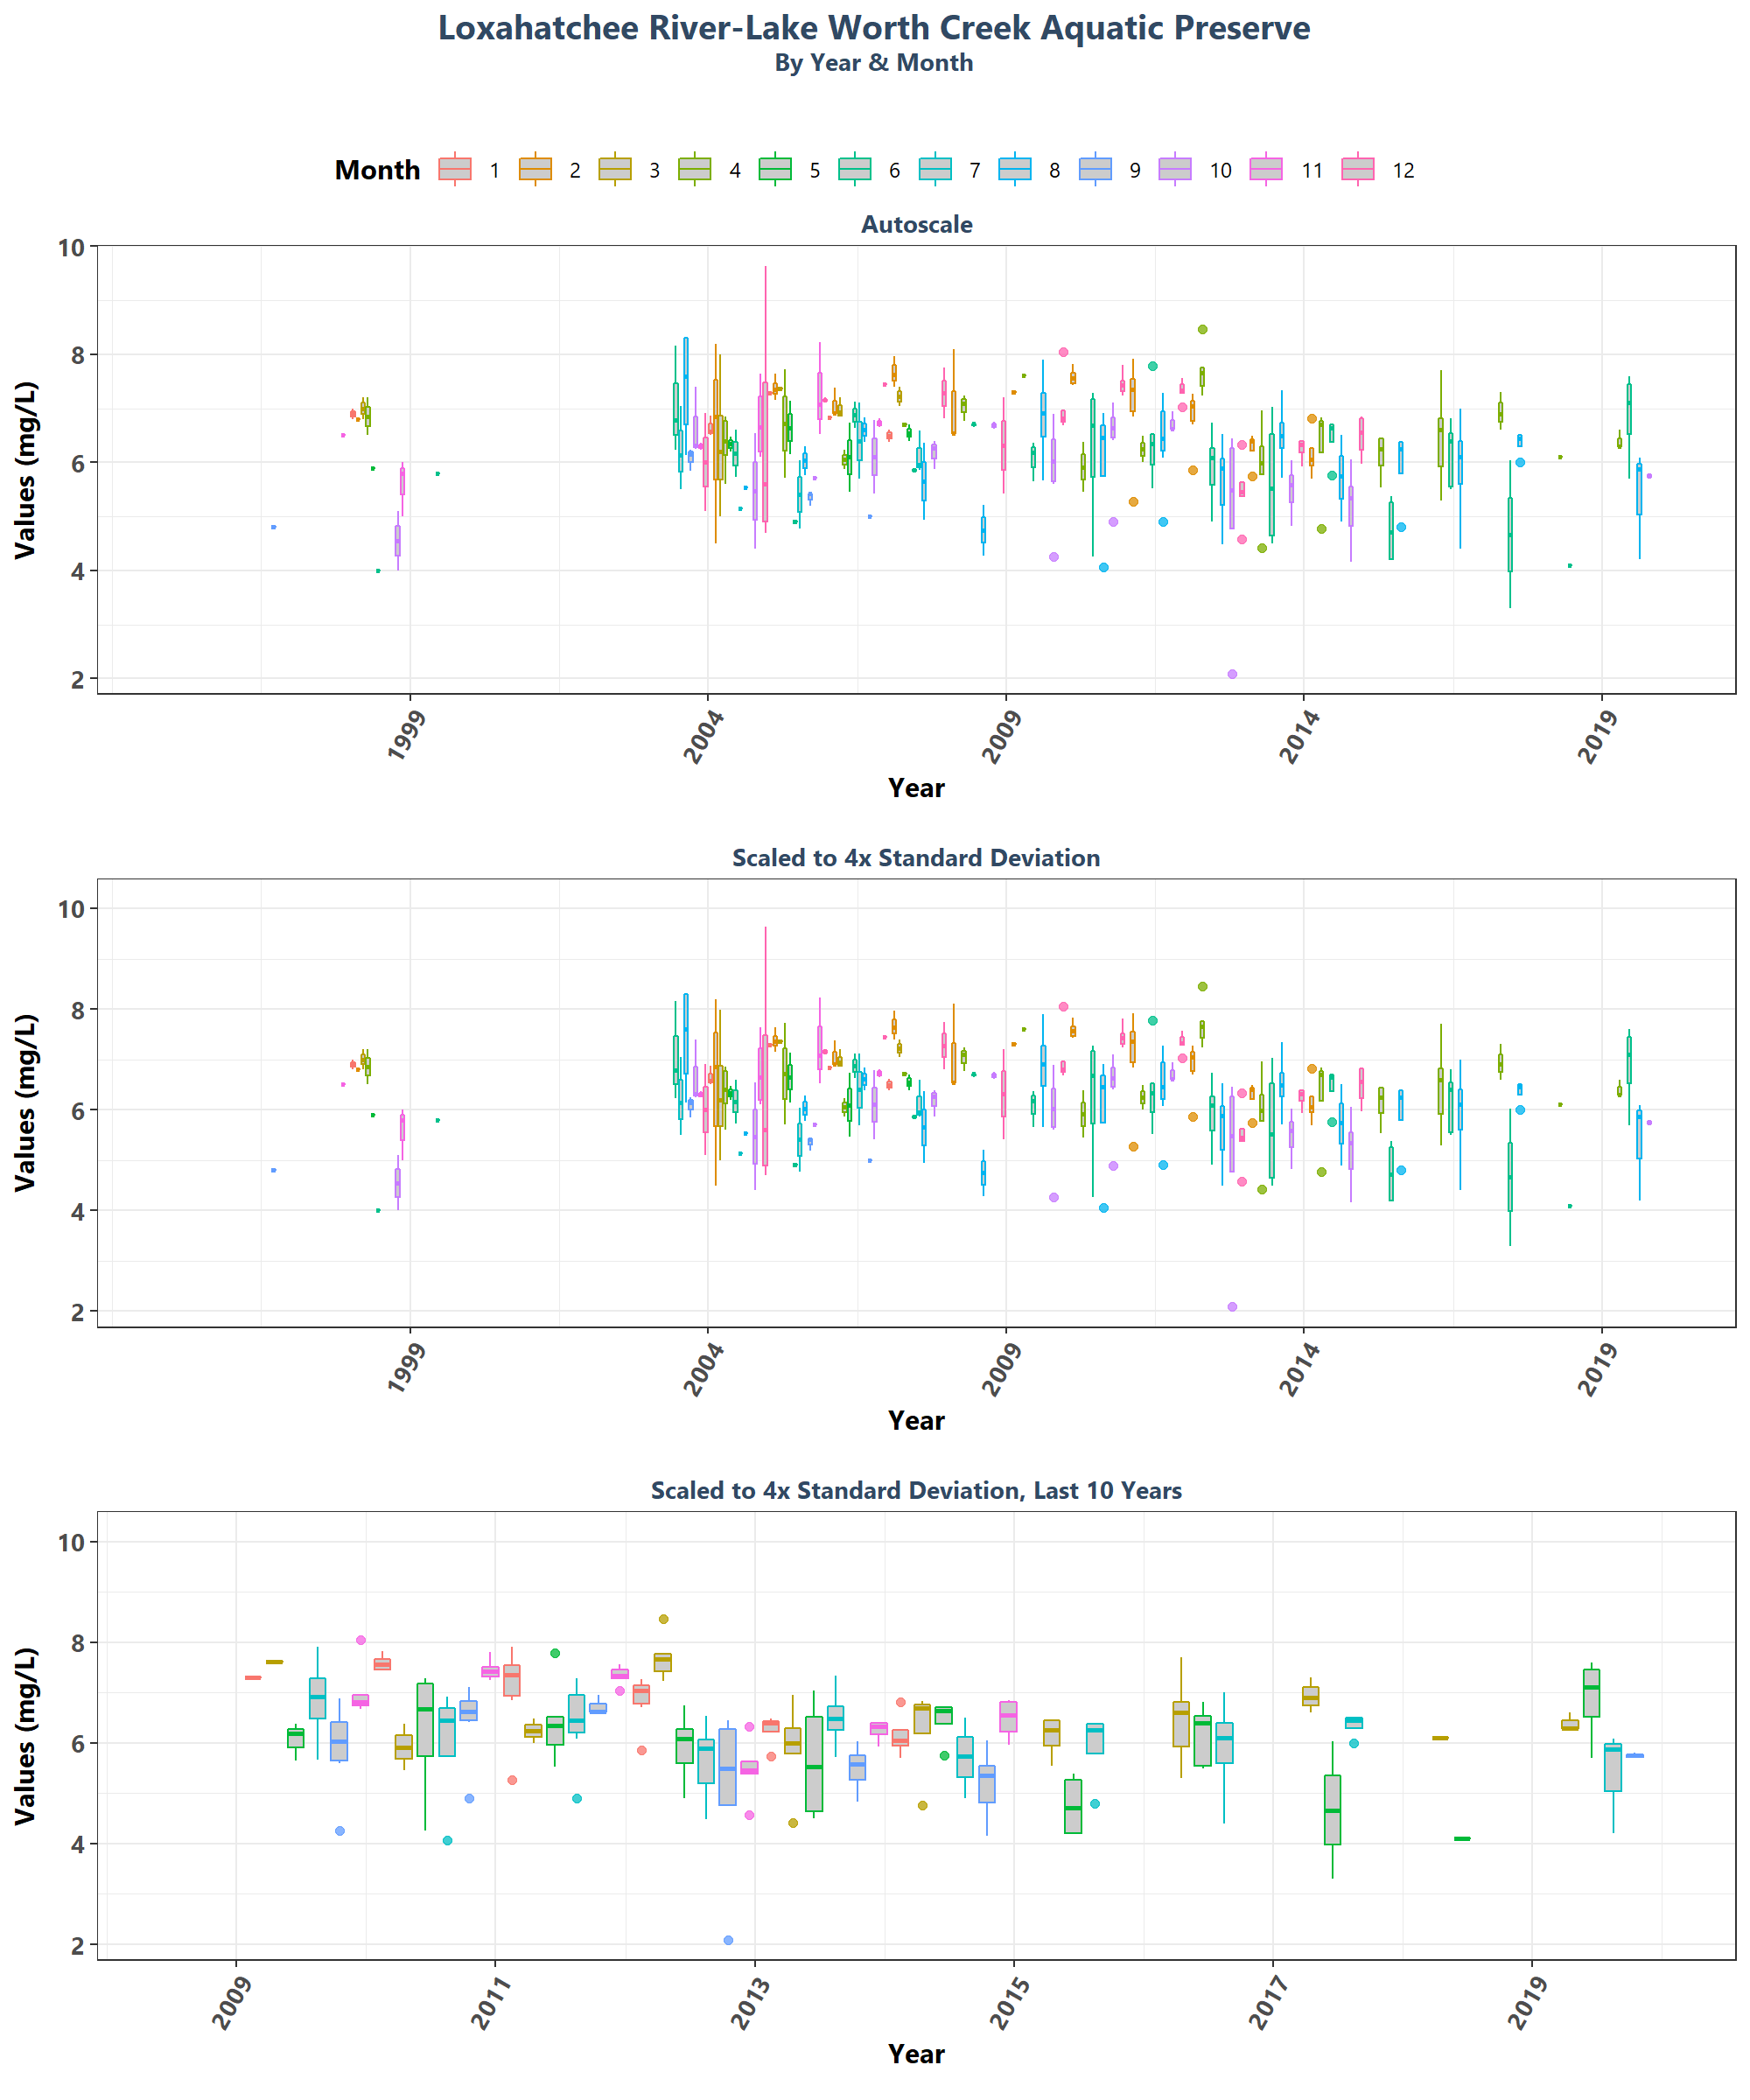 Loxahatchee River-Lake Worth Creek Aquatic Preserve
By Year & Month
Month 1 2 3 4 5 6 7 8 9 10 11 12
Autoscale
Values (mg/L)
10
8
6
4
2
1999 2004 2009 2014 2019
Year
Scaled to 4x Standard Deviation
Values (mg/L)
10
8
6
4
2
1999 2004 2009 2014 2019
Year
Scaled to 4x Standard Deviation, Last 10 Years
Values (mg/L)
10
8
6
4
2
2009 2011 2013 2015 2017 2019
Year